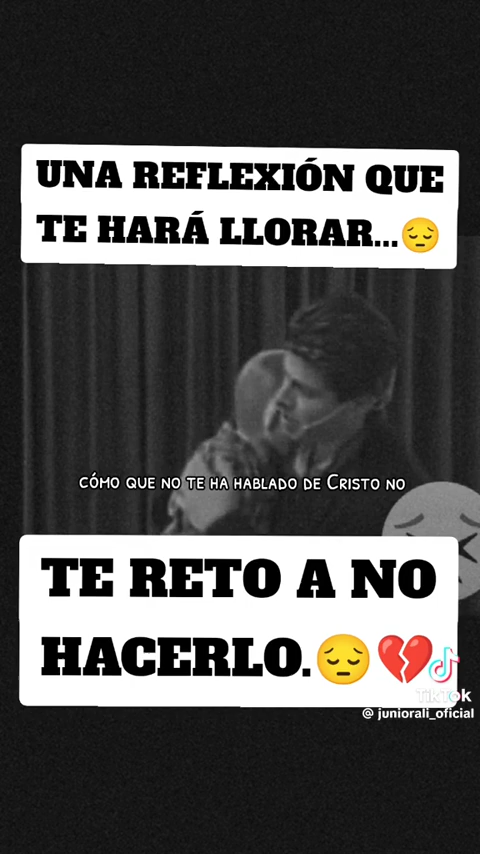 UNA REFLEXIÓN QUE
TE HARÁ LLORAR...😔
CÓMO QUE NO TE HA HABLADO DE CRISTO NO
TE RETO A NO
HACERLO.😔💔
TikTok
@ juniorali_oficial